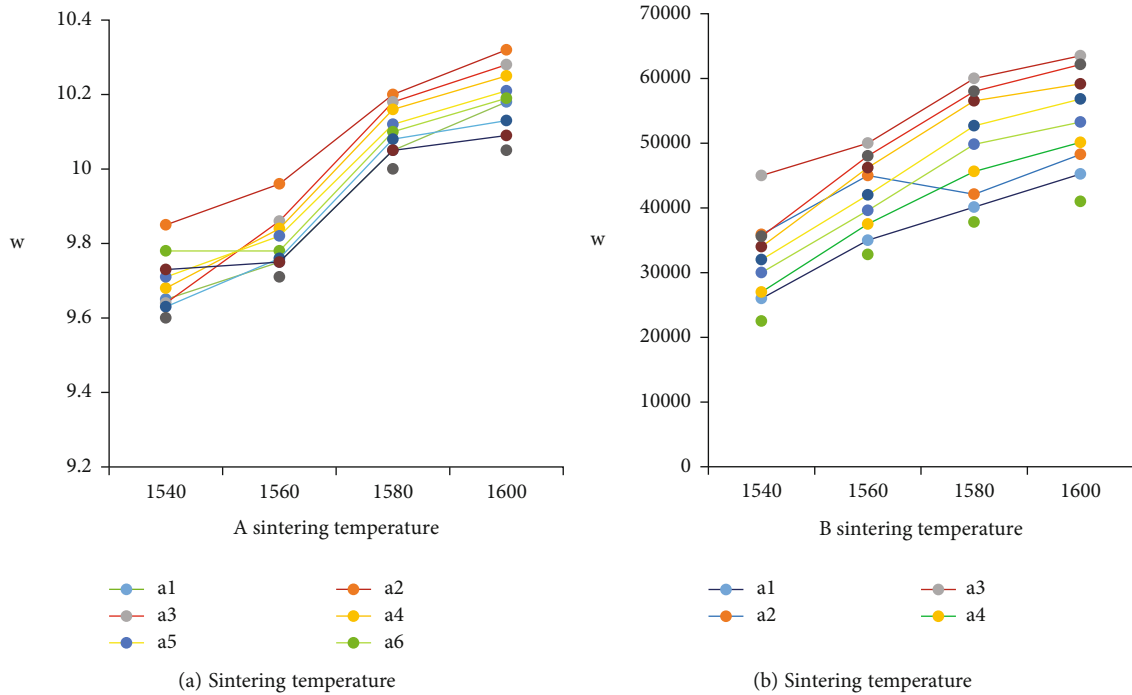 10.4
10.2
10
9.8
9.6
9.4
9.2
w
1540 1560 1580 1600
A sintering temperature
a1 a2
a3 a4
a5 a6
(a) Sintering temperature
70000
60000
50000
40000
30000
20000
10000
0
w
1540 1560 1580 1600
B sintering temperature
a1 a3
a2 a4
(b) Sintering temperature